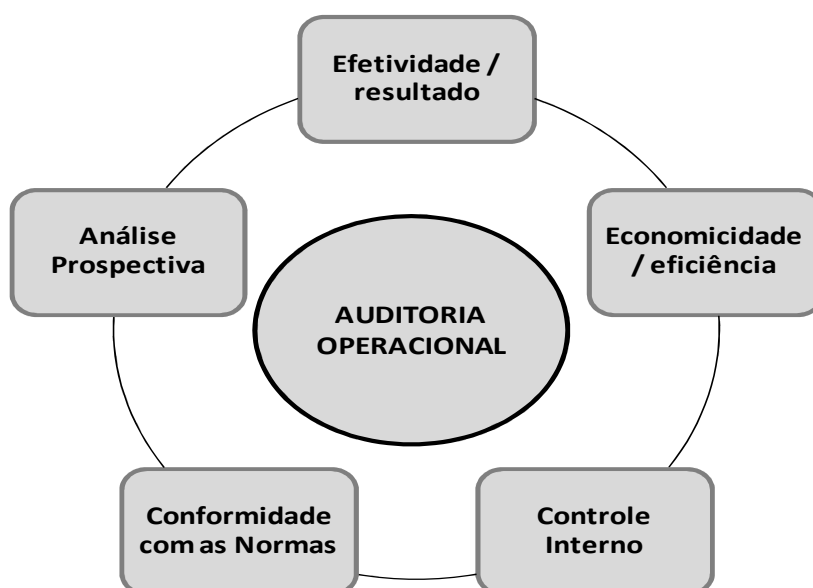 Efetividade /
resultado
Análise
Prospectiva
Economicidade
/ eficiência
AUDITORIA
OPERACIONAL
Conformidade
com as Normas
Controle
Interno